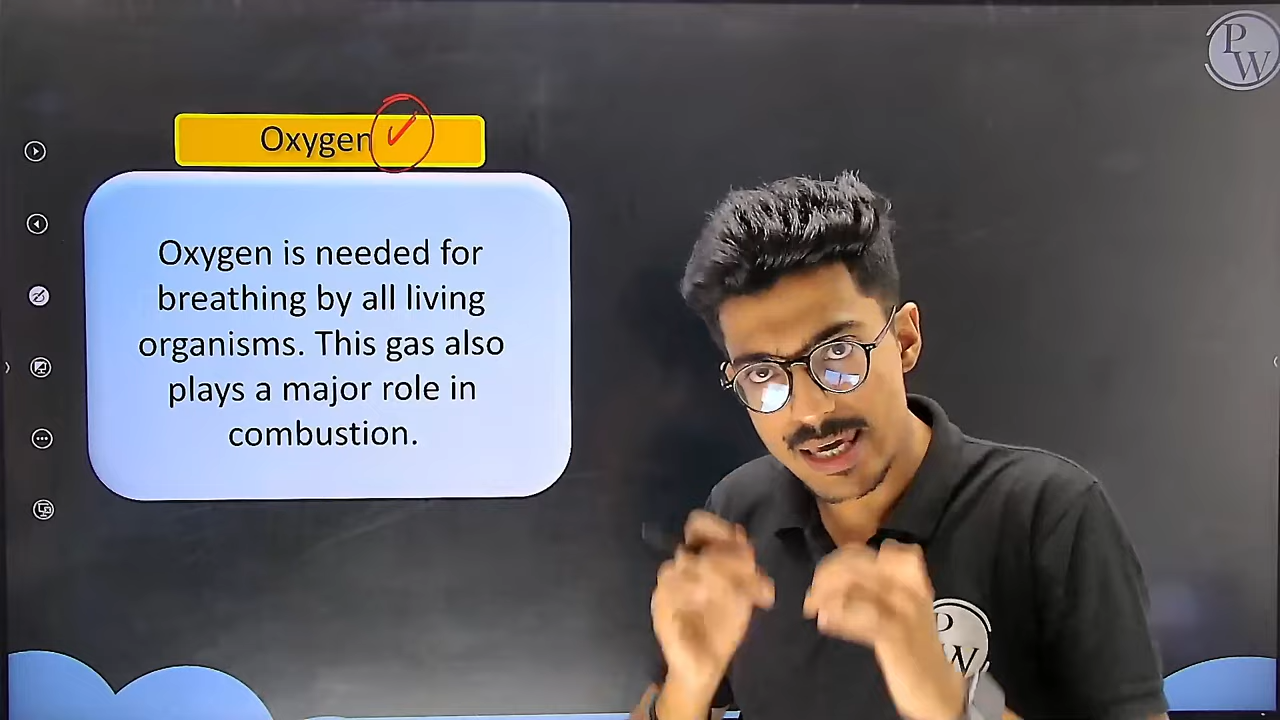 PW
Oxygen
Oxygen is needed for
breathing by all living
organisms. This gas also
plays a major role in
combustion.
PW